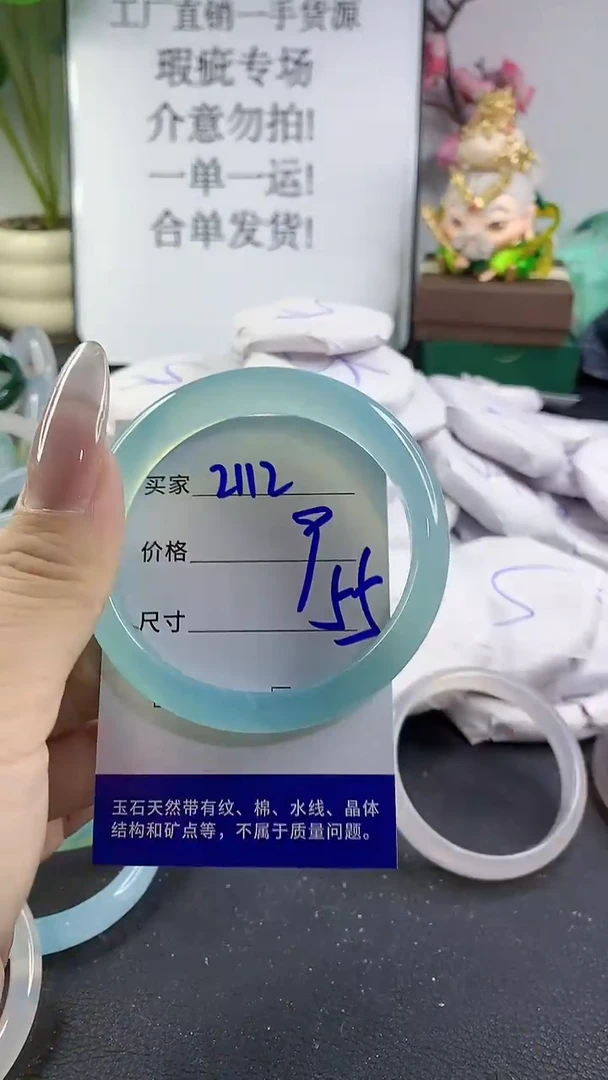 工厂直销一手货源
瑕疵专场
介意勿拍!
一单一运!
合单发货!
买家 2112
价格
尺寸 55
玉石天然带有纹、棉、水线、晶体
结构和矿点等，不属于质量问题。